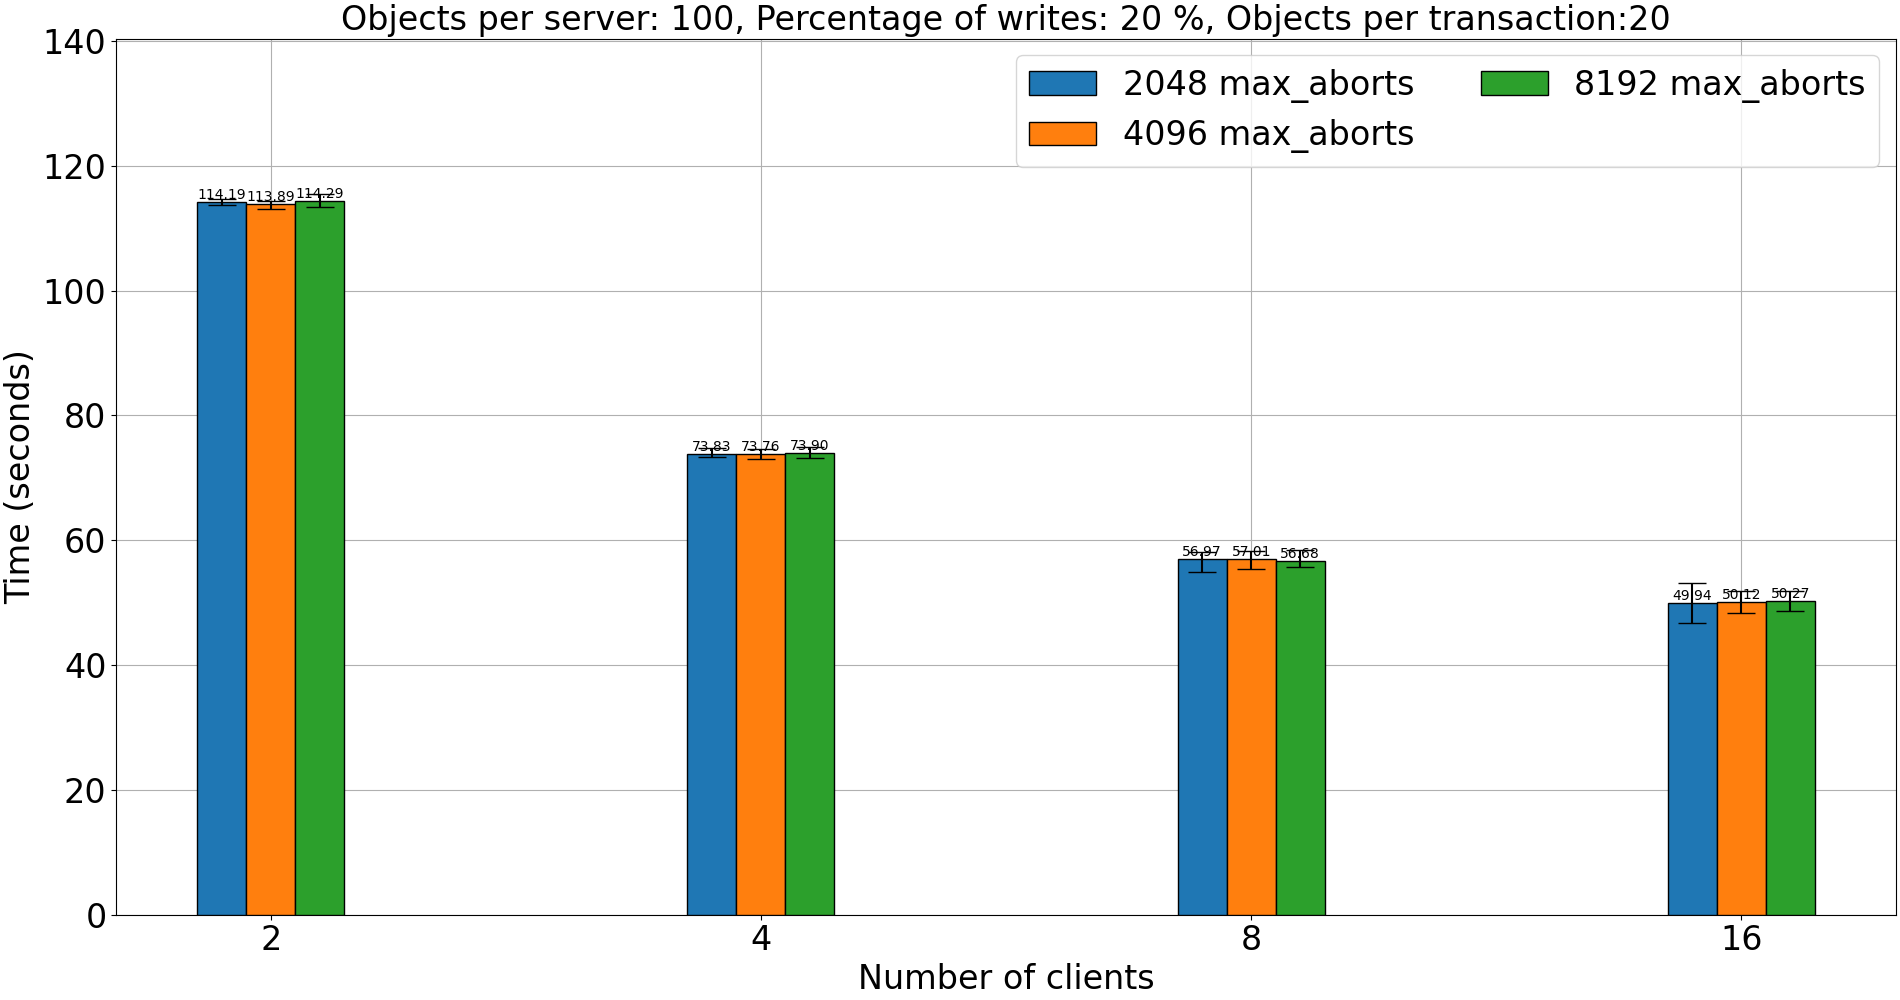 Objects per server: 100, Percentage of writes: 20 %, Objects per transaction:20
2048 max_aborts
4096 max_aborts
8192 max_aborts
Time (seconds)
140
120
100
80
60
40
20
0
114.19 113.89 114.29
73.83 73.76 73.90
56.97 57.01 56.68
49.94 50.12 50.27
2 4 8 16
Number of clients